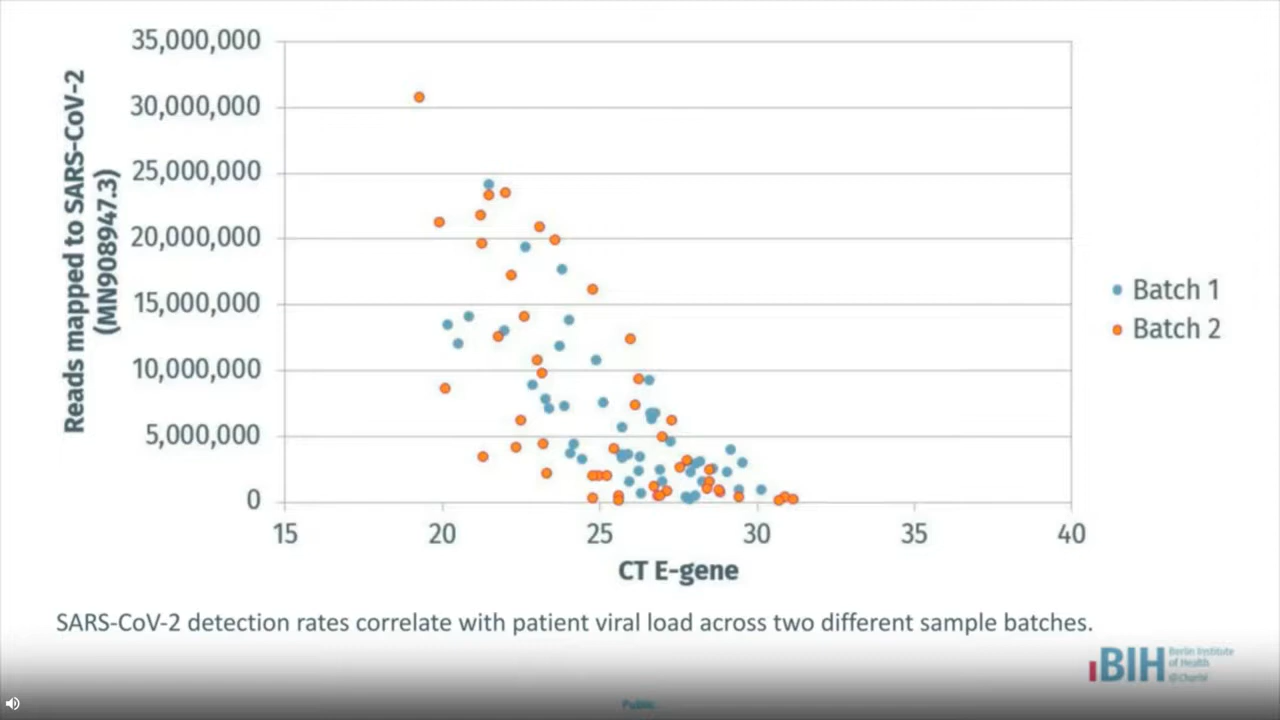 35,000,000
30,000,000
25,000,000
20,000,000
15,000,000
10,000,000
5,000,000
0
Reads mapped to SARS-CoV-2
(MN908947.3)
15 20 25 30 35 40
CT E-gene
Batch 1
Batch 2
SARS-CoV-2 detection rates correlate with patient viral load across two different sample batches.
BIH
Berlin Institute
of Health
@Charité
Public